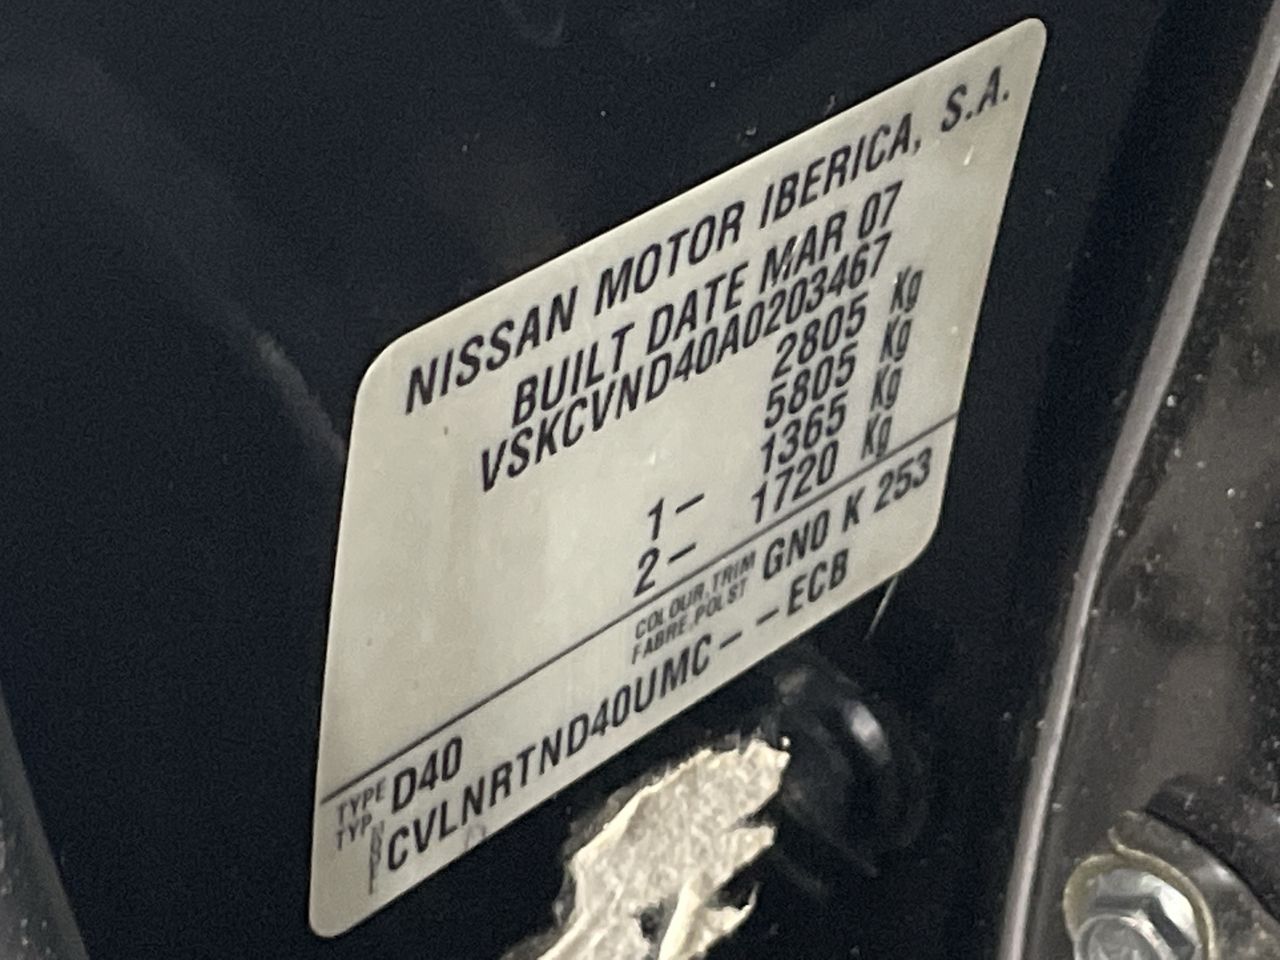 NISSAN MOTOR IBERICA, S.A.
BUILT DATE MAR 07
VSKCVND40A0203467
2805 Kg
5805 Kg
1- 1365 Kg
2- 1720 Kg
COLOUR,TRIM GN0 K 253
FABRE,POLST
TYPE D40
TYP
CVLNRTND40UMC--ECB